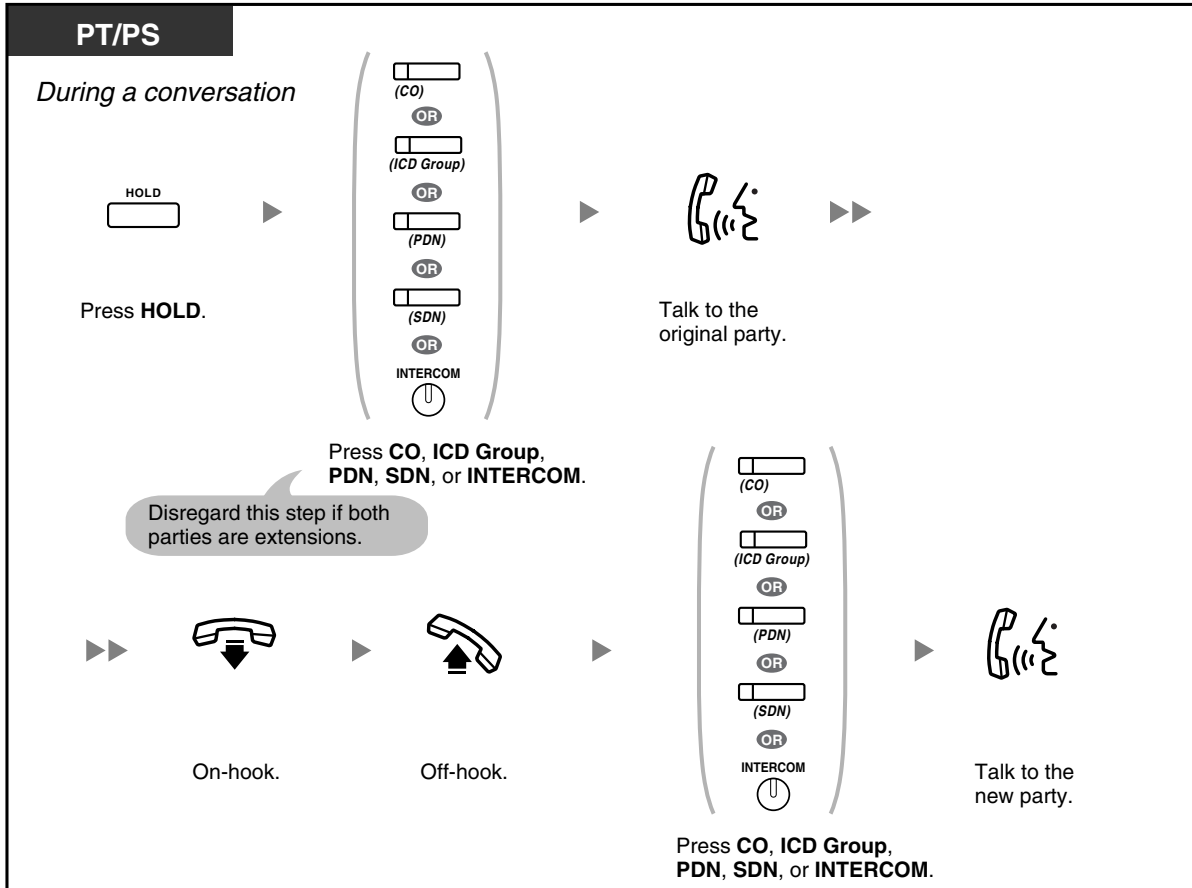 PT/PS
During a conversation
HOLD
Press HOLD.
(CO)
OR
(ICD Group)
OR
(PDN)
OR
(SDN)
OR
INTERCOM
Press CO, ICD Group,
PDN, SDN, or INTERCOM.
Disregard this step if both
parties are extensions.
Talk to the
original party.
On-hook.
Off-hook.
(CO)
OR
(ICD Group)
OR
(PDN)
OR
(SDN)
OR
INTERCOM
Press CO, ICD Group,
PDN, SDN, or INTERCOM.
Talk to the
new party.